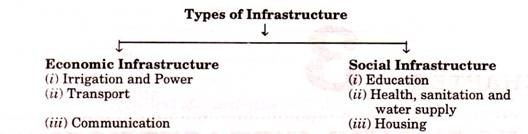 Types of Infrastructure
Economic Infrastructure
(i) Irrigation and Power
(ii) Transport
(iii) Communication
Social Infrastructure
(i) Education
(ii) Health, sanitation and
water supply
(iii) Housing